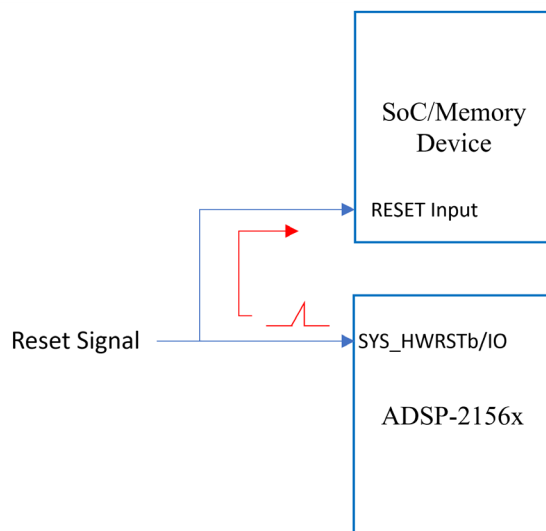 SoC/Memory
Device
RESET Input
Reset Signal
SYS_HWRSTb/IO
ADSP-2156x